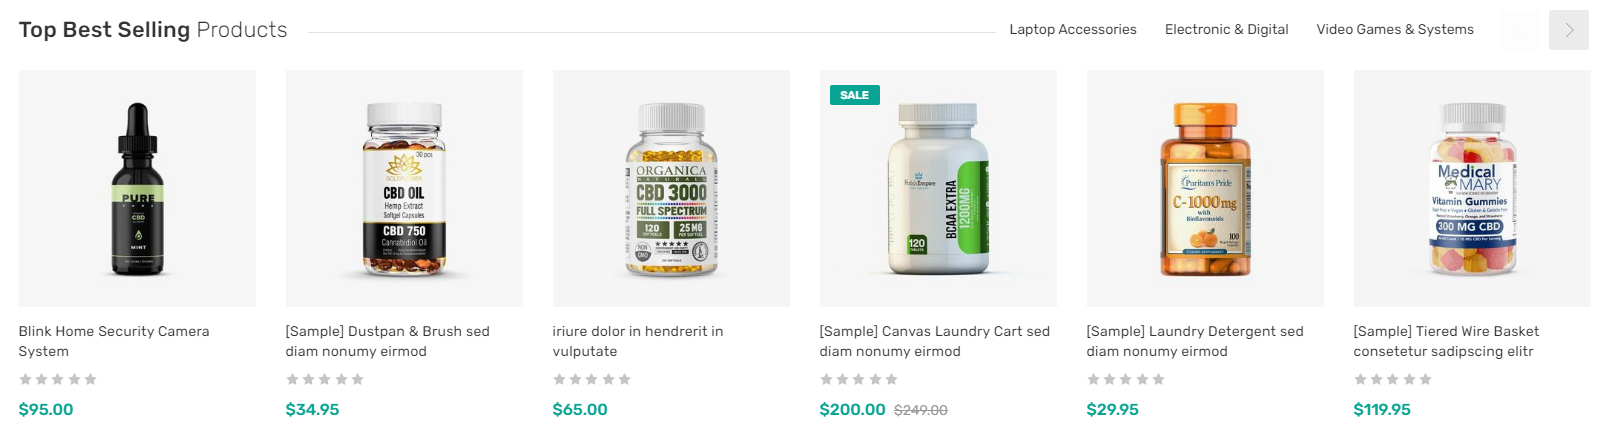 Top Best Selling Products
Laptop Accessories
Electronic & Digital
Video Games & Systems
PURE
CBD
MINT
30 pcs
CBD OIL
Hemp Extract
Softgel Capsules
CBD 750
Cannabidiol Oil
ORGANICA
NATURALS
CBD 3000
FULL SPECTRUM
120
25 MG
SALE
BCAA EXTRA
1200MG
120
TABLETS
Puritan's Pride
C-1000 mg
with
Bioflavonoids
100
Medical
MARY
Vitamin Gummies
300 MG CBD
Blink Home Security Camera
System
$95.00
[Sample] Dustpan & Brush sed
diam nonumy eirmod
$34.95
iriure dolor in hendrerit in
vulputate
$65.00
[Sample] Canvas Laundry Cart sed
diam nonumy eirmod
$200.00 $249.00
[Sample] Laundry Detergent sed
diam nonumy eirmod
$29.95
[Sample] Tiered Wire Basket
consetetur sadipscing elitr
$119.95